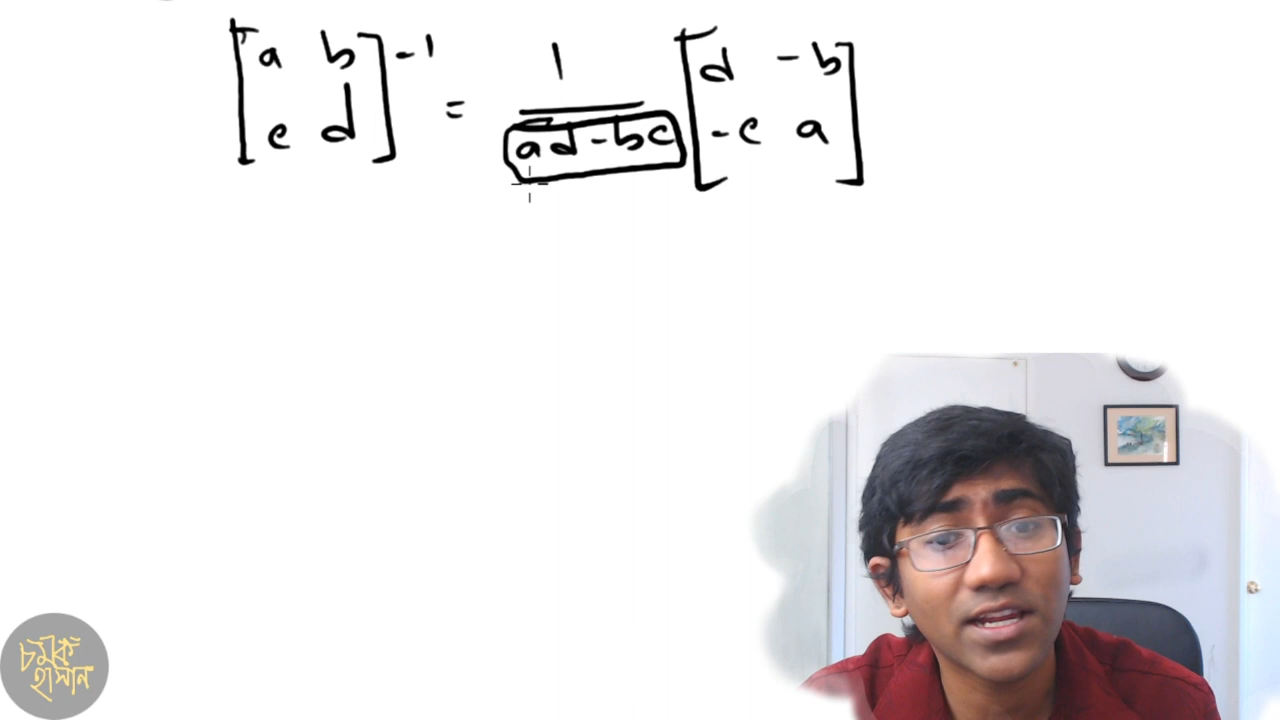 [a b; c d]⁻¹ = 1/(ad-bc) [d -b; -c a]
চমক
হাসান